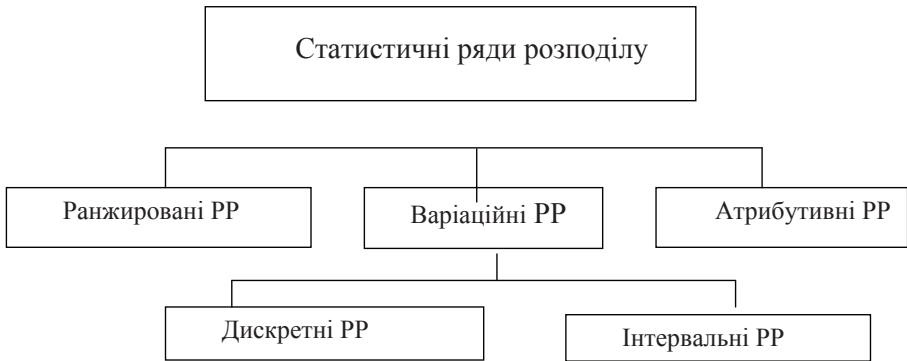 Статистичні ряди розподілу
Ранжировані РР
Варіаційні РР
Атрибутивні РР
Дискретні РР
Інтервальні РР